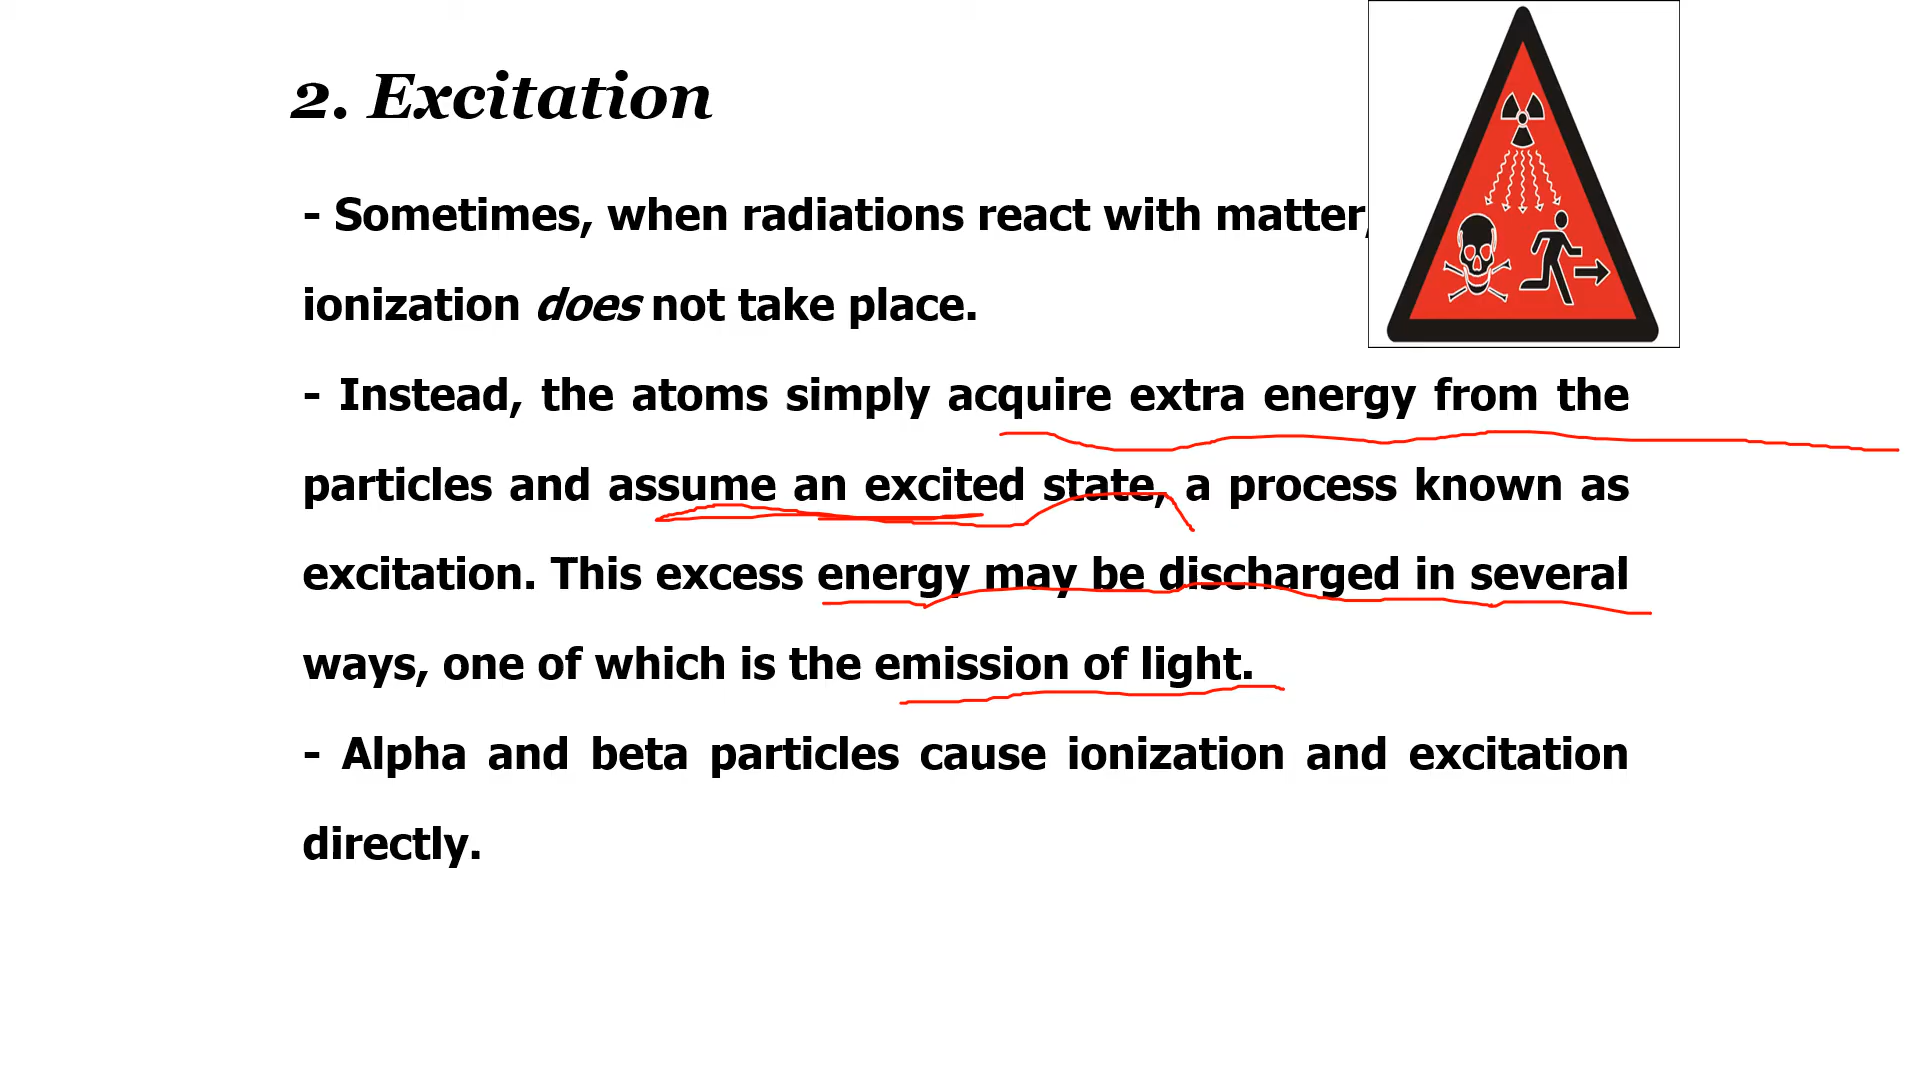 2. Excitation
- Sometimes, when radiations react with matter,
ionization does not take place.
- Instead, the atoms simply acquire extra energy from the
particles and assume an excited state, a process known as
excitation. This excess energy may be discharged in several
ways, one of which is the emission of light.
- Alpha and beta particles cause ionization and excitation
directly.